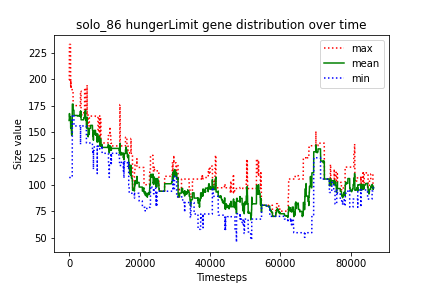 solo_86 hungerLimit gene distribution over time
max
mean
min
Size value
225
200
175
150
125
100
75
50
0
20000
40000
60000
80000
Timesteps